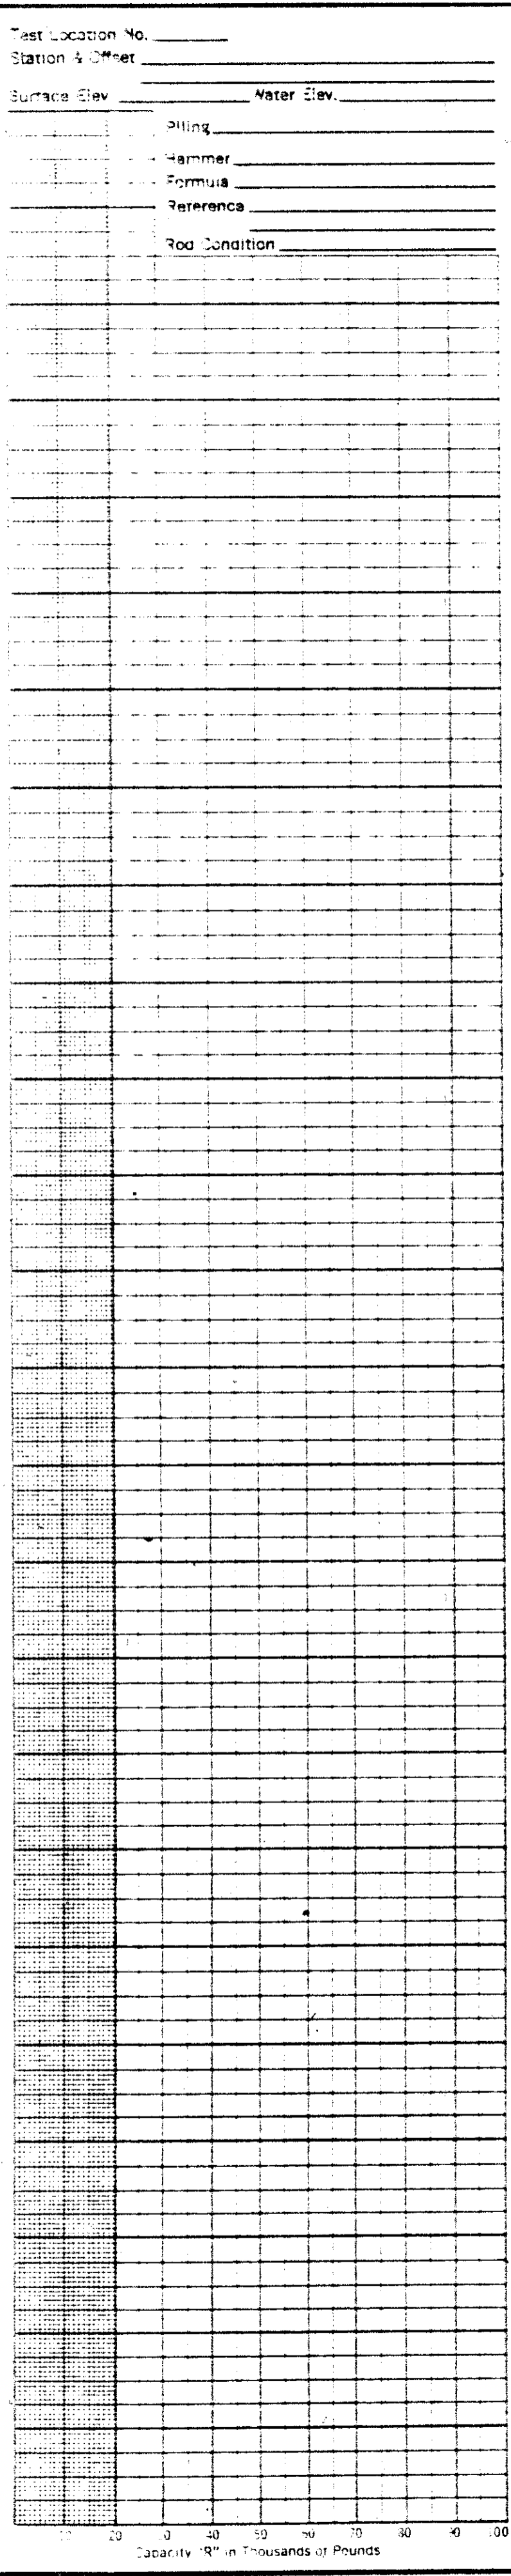 Test Location No.
Station & Offset
Surface Elev. Water Elev.
Piling
Hammer
Formula
Reference
Rod Condition
10 20 30 40 50 60 70 80 90 100
Capacity "R" in Thousands of Pounds